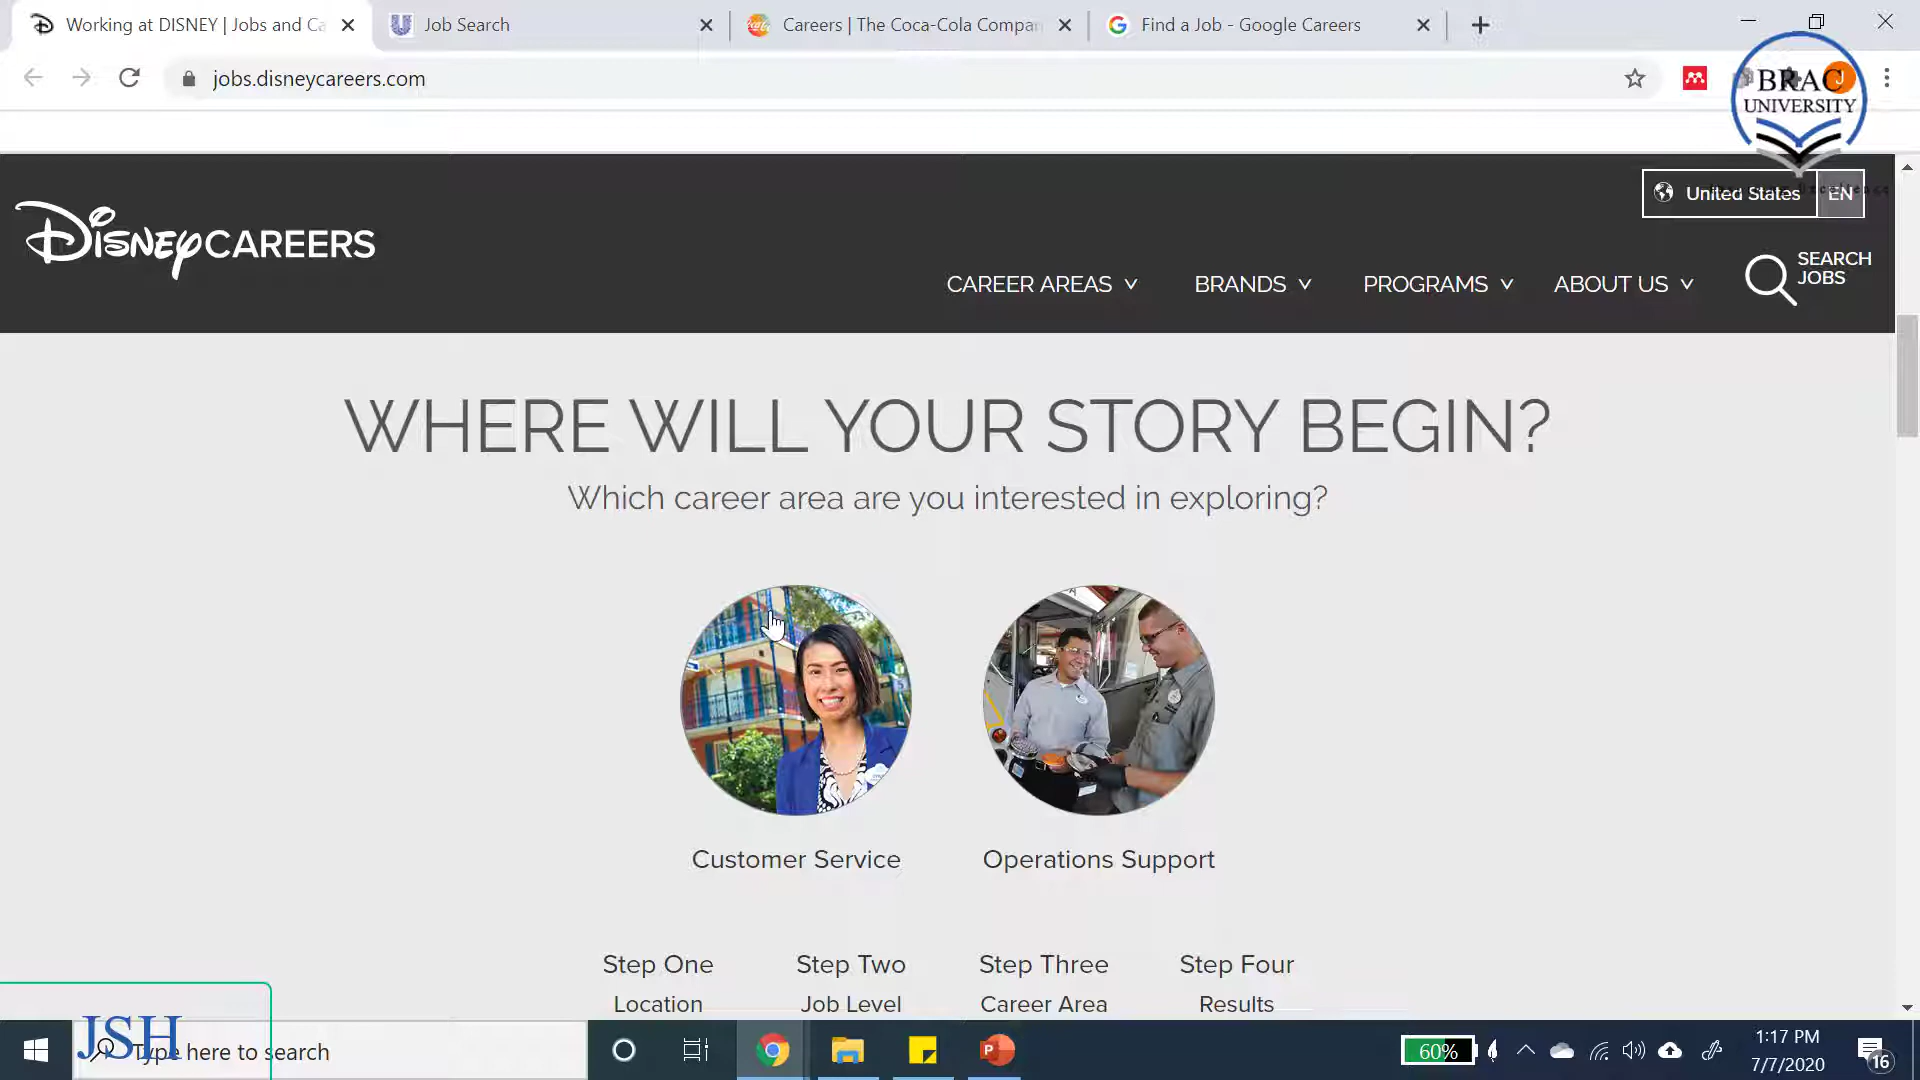 Working at DISNEY | Jobs and Ca
Job Search
Careers | The Coca-Cola Compan
Find a Job - Google Careers
jobs.disneycareers.com
J
BRAC
UNIVERSITY
United States
EN
Disney CAREERS
CAREER AREAS
BRANDS
PROGRAMS
ABOUT US
SEARCH
JOBS
WHERE WILL YOUR STORY BEGIN?
Which career area are you interested in exploring?
Customer Service
Operations Support
Step One
Step Two
Step Three
Step Four
Location
Job Level
Career Area
Results
JSH
Type here to search
60%
1:17 PM
7/7/2020
16